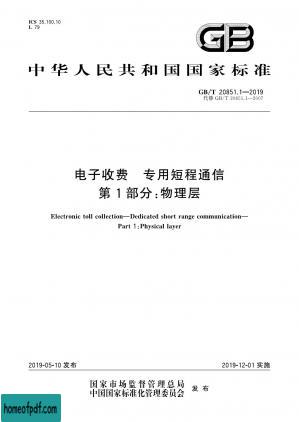 ICS 35.100.10
L 79
GB
中华人民共和国国家标准
GB/T 20851.1—2019
代替 GB/T 20851.1—2007
电子收费　专用短程通信
第 1 部分:物理层
Electronic toll collection—Dedicated short range communication—
Part 1:Physical layer
2019-05-10 发布
2019-12-01 实施
国家市场监督管理总局
中国国家标准化管理委员会
发布
homeofpdf.com